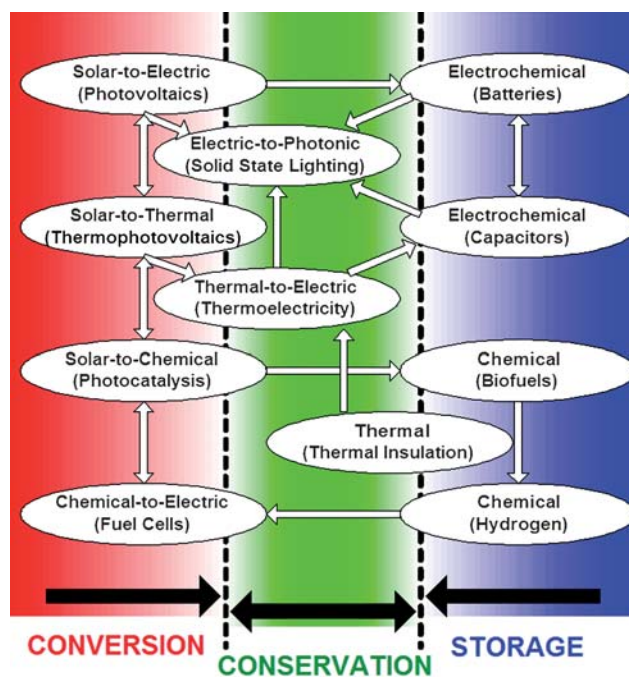 Solar-to-Electric
(Photovoltaics)
Electrochemical
(Batteries)
Electric-to-Photonic
(Solid State Lighting)
Solar-to-Thermal
(Thermophotovoltaics)
Electrochemical
(Capacitors)
Thermal-to-Electric
(Thermoelectricity)
Solar-to-Chemical
(Photocatalysis)
Chemical
(Biofuels)
Thermal
(Thermal Insulation)
Chemical-to-Electric
(Fuel Cells)
Chemical
(Hydrogen)
CONVERSION
CONSERVATION
STORAGE